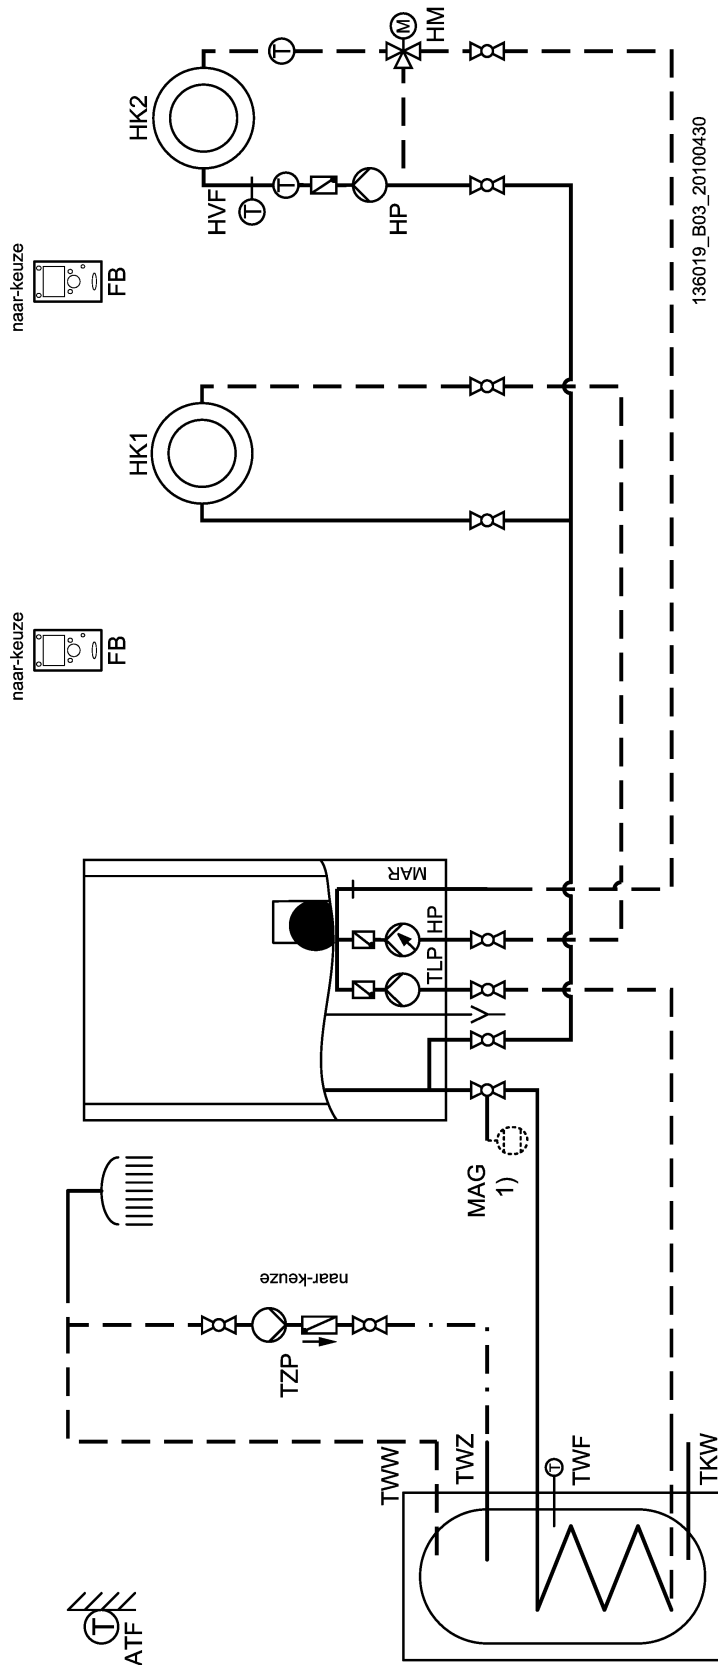 ATF
T
TWW
TWZ
T
TWF
TKW
TZP
naar-keuze
MAG
1)
TLP
HP
MAR
naar-keuze
FB
HK1
naar-keuze
FB
HK2
HVF
T
T
HP
T
M
HM
136019_B03_20100430